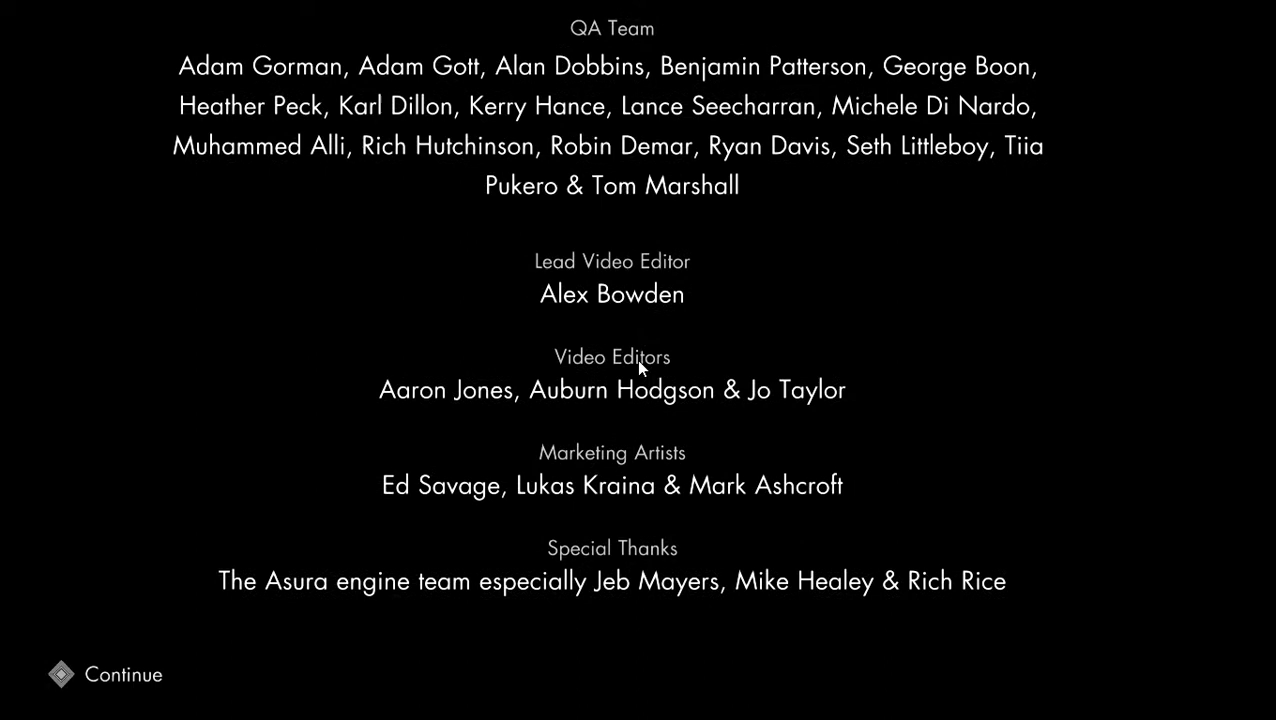 QA Team
Adam Gorman, Adam Gott, Alan Dobbins, Benjamin Patterson, George Boon,
Heather Peck, Karl Dillon, Kerry Hance, Lance Seecharran, Michele Di Nardo,
Muhammed Alli, Rich Hutchinson, Robin Demar, Ryan Davis, Seth Littleboy, Tiia
Pukero & Tom Marshall
Lead Video Editor
Alex Bowden
Video Editors
Aaron Jones, Auburn Hodgson & Jo Taylor
Marketing Artists
Ed Savage, Lukas Kraina & Mark Ashcroft
Special Thanks
The Asura engine team especially Jeb Mayers, Mike Healey & Rich Rice
Continue